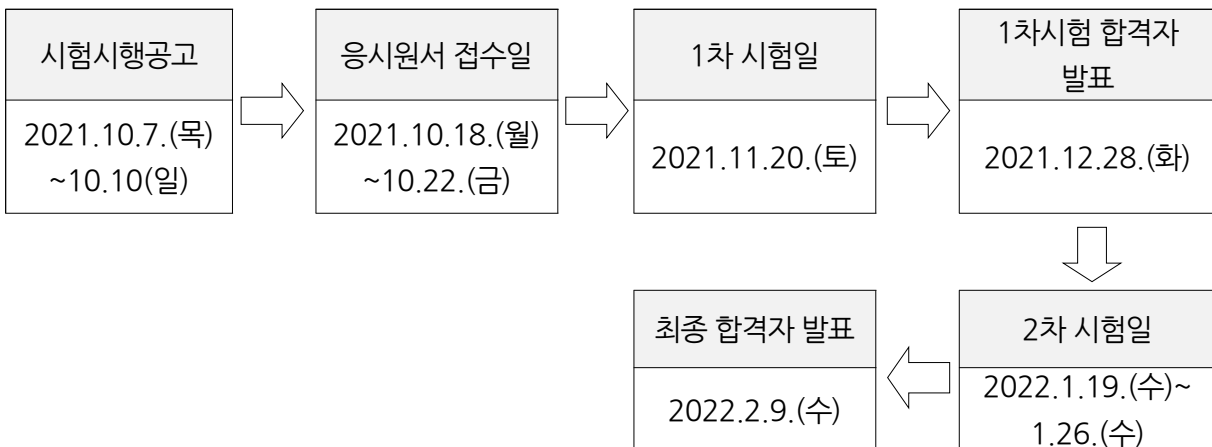 시험시행공고
2021.10.7.(목)
~10.10(일)
응시원서 접수일
2021.10.18.(월)
~10.22.(금)
1차 시험일
2021.11.20.(토)
1차시험 합격자
발표
2021.12.28.(화)
2차 시험일
2022.1.19.(수)~
1.26.(수)
최종 합격자 발표
2022.2.9.(수)